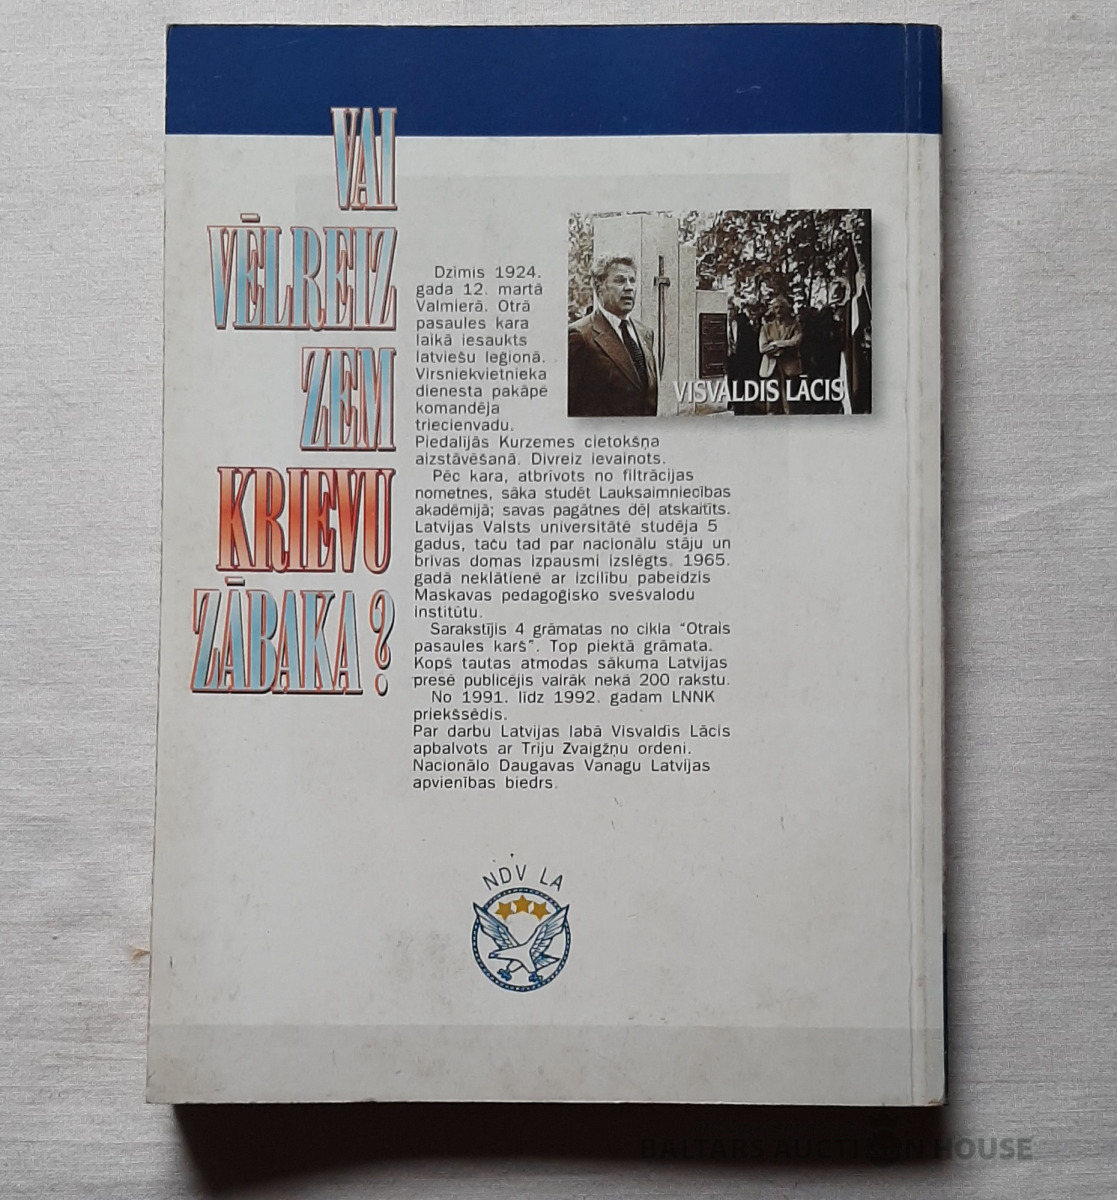 VAI
VĒLREIZ
ZEM
KRIEVU
ZĀBAKA?
VISVALDIS LĀCIS
Dzimis 1924.
gada 12. martā
Valmierā. Otrā
pasaules kara
laikā iesaukts
latviešu leģionā.
Virsniekvietnieka
dienesta pakāpē
komandēja
triecienvadu.
Piedalījās Kurzemes cietokšņa
aizstāvēšanā. Divreiz ievainots.
Pēc kara, atbrīvots no filtrācijas
nometnes, sāka studēt Lauksaimniecības
akadēmijā; savas pagātnes dēļ atskaitīts.
Latvijas Valsts universitātē studēja 5
gadus, taču tad par nacionālu stāju un
brīvas domas izpausmi izslēgts. 1965.
gadā neklātienē ar izcilību pabeidzis
Maskavas pedagoģisko svešvalodu
institūtu.
Sarakstījis 4 grāmatas no cikla "Otrais
pasaules karš". Top piektā grāmata.
Kopš tautas atmodas sākuma Latvijas
presē publicējis vairāk nekā 200 rakstu.
No 1991. līdz 1992. gadam LNNK
priekšsēdis.
Par darbu Latvijas labā Visvaldis Lācis
apbalvots ar Triju Zvaigžņu ordeni.
Nacionālo Daugavas Vanagu Latvijas
apvienības biedrs.
NDV LA
BALTARS AUCTION HOUSE